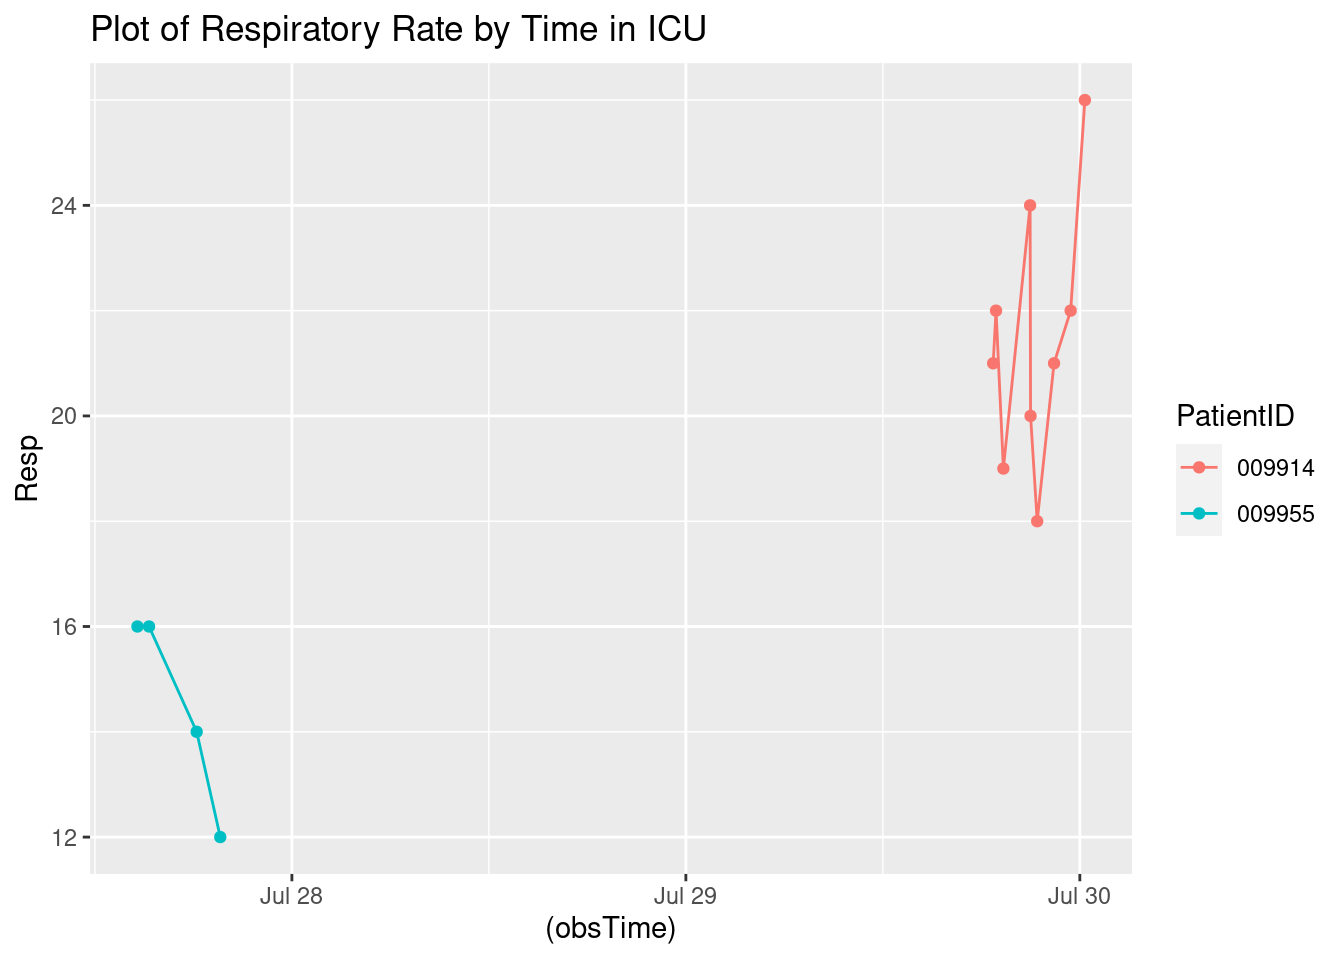 Plot of Respiratory Rate by Time in ICU
24
20
16
12
Resp
Jul 28
Jul 29
Jul 30
(obsTime)
PatientID
009914
009955